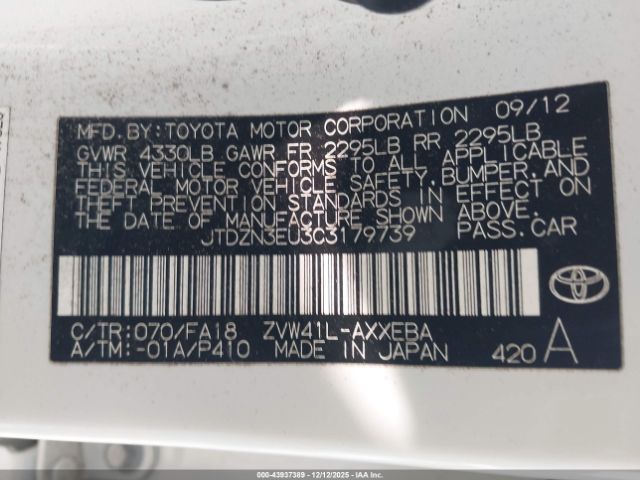 MFD. BY: TOYOTA MOTOR CORPORATION 09/12
GVWR 4330LB GAWR FR 2295LB RR 2295LB
THIS VEHICLE CONFORMS TO ALL APPLICABLE
FEDERAL MOTOR VEHICLE SAFETY, BUMPER, AND
THEFT PREVENTION STANDARDS IN EFFECT ON
THE DATE OF MANUFACTURE SHOWN ABOVE.
JTDZN3EU3C3179739 PASS.CAR
C/TR:070/FA18 ZVW41L-AXXEBA
A/TM:-01A/P410 MADE IN JAPAN 420 A
000-43937389 • 12/12/2025 • COPART.COM